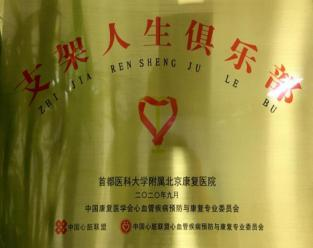 支架人生俱乐部
ZHI JIA REN SHENG JU LE BU
首都医科大学附属北京康复医院
二〇二〇年九月
中国康复医学会心血管疾病预防与康复专业委员会
中国心脏联盟 中国心脏联盟心血管疾病预防与康复专业委员会